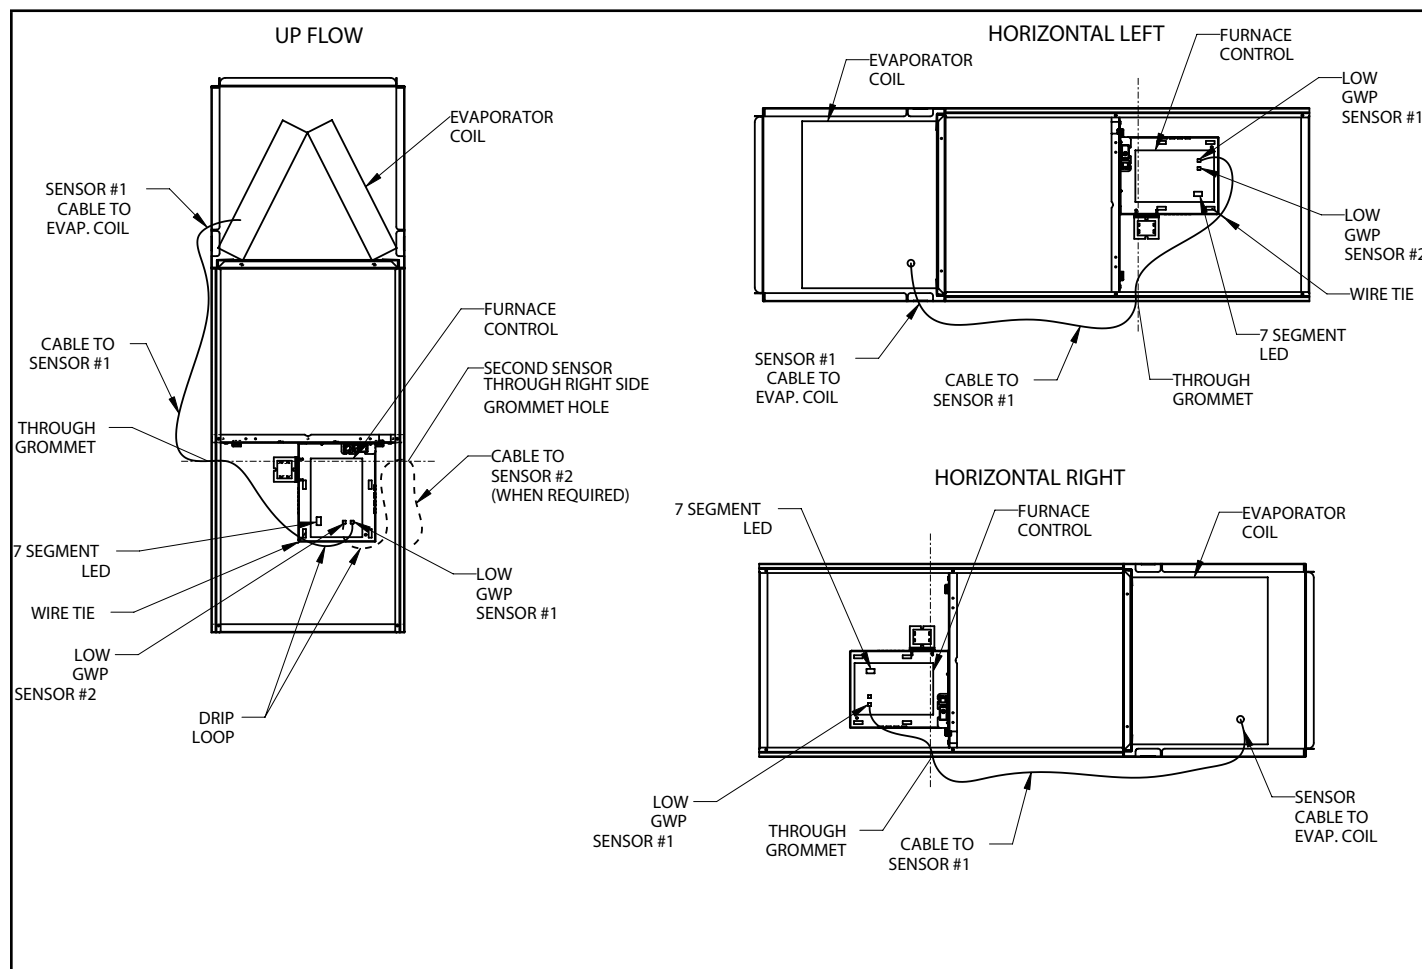 UP FLOW
EVAPORATOR
COIL
SENSOR #1
CABLE TO
EVAP. COIL
FURNACE
CONTROL
CABLE TO
SENSOR #1
SECOND SENSOR
THROUGH RIGHT SIDE
GROMMET HOLE
THROUGH
GROMMET
CABLE TO
SENSOR #2
(WHEN REQUIRED)
7 SEGMENT
LED
LOW
GWP
SENSOR #1
WIRE TIE
LOW
GWP
SENSOR #2
DRIP
LOOP
HORIZONTAL LEFT
FURNACE
CONTROL
EVAPORATOR
COIL
LOW
GWP
SENSOR #1
LOW
GWP
SENSOR #2
WIRE TIE
7 SEGMENT
LED
SENSOR #1
CABLE TO
EVAP. COIL
CABLE TO
SENSOR #1
THROUGH
GROMMET
HORIZONTAL RIGHT
7 SEGMENT
LED
FURNACE
CONTROL
EVAPORATOR
COIL
LOW
GWP
SENSOR #1
THROUGH
GROMMET
CABLE TO
SENSOR #1
SENSOR
CABLE TO
EVAP. COIL